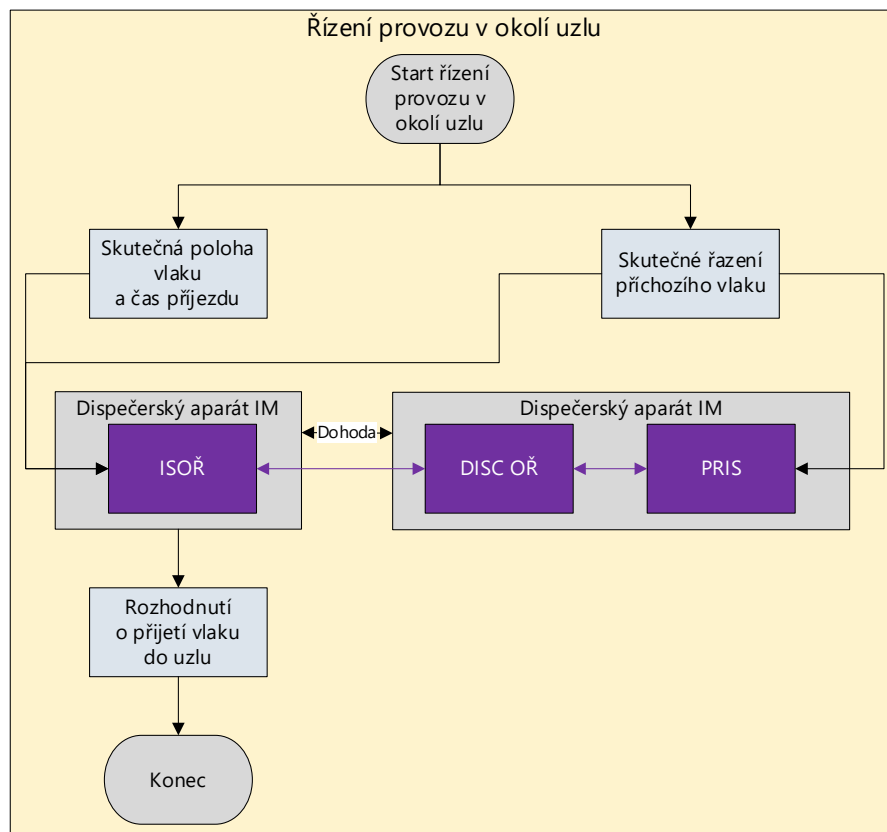 Řízení provozu v okolí uzlu
Start řízení
provozu v
okolí uzlu
Skutečná poloha
vlaku
a čas příjezdu
Skutečné řazení
příchozího vlaku
Dispečerský aparát IM
ISOŘ
Dohoda
Dispečerský aparát IM
DISC OŘ
PRIS
Rozhodnutí
o přijetí vlaku
do uzlu
Konec